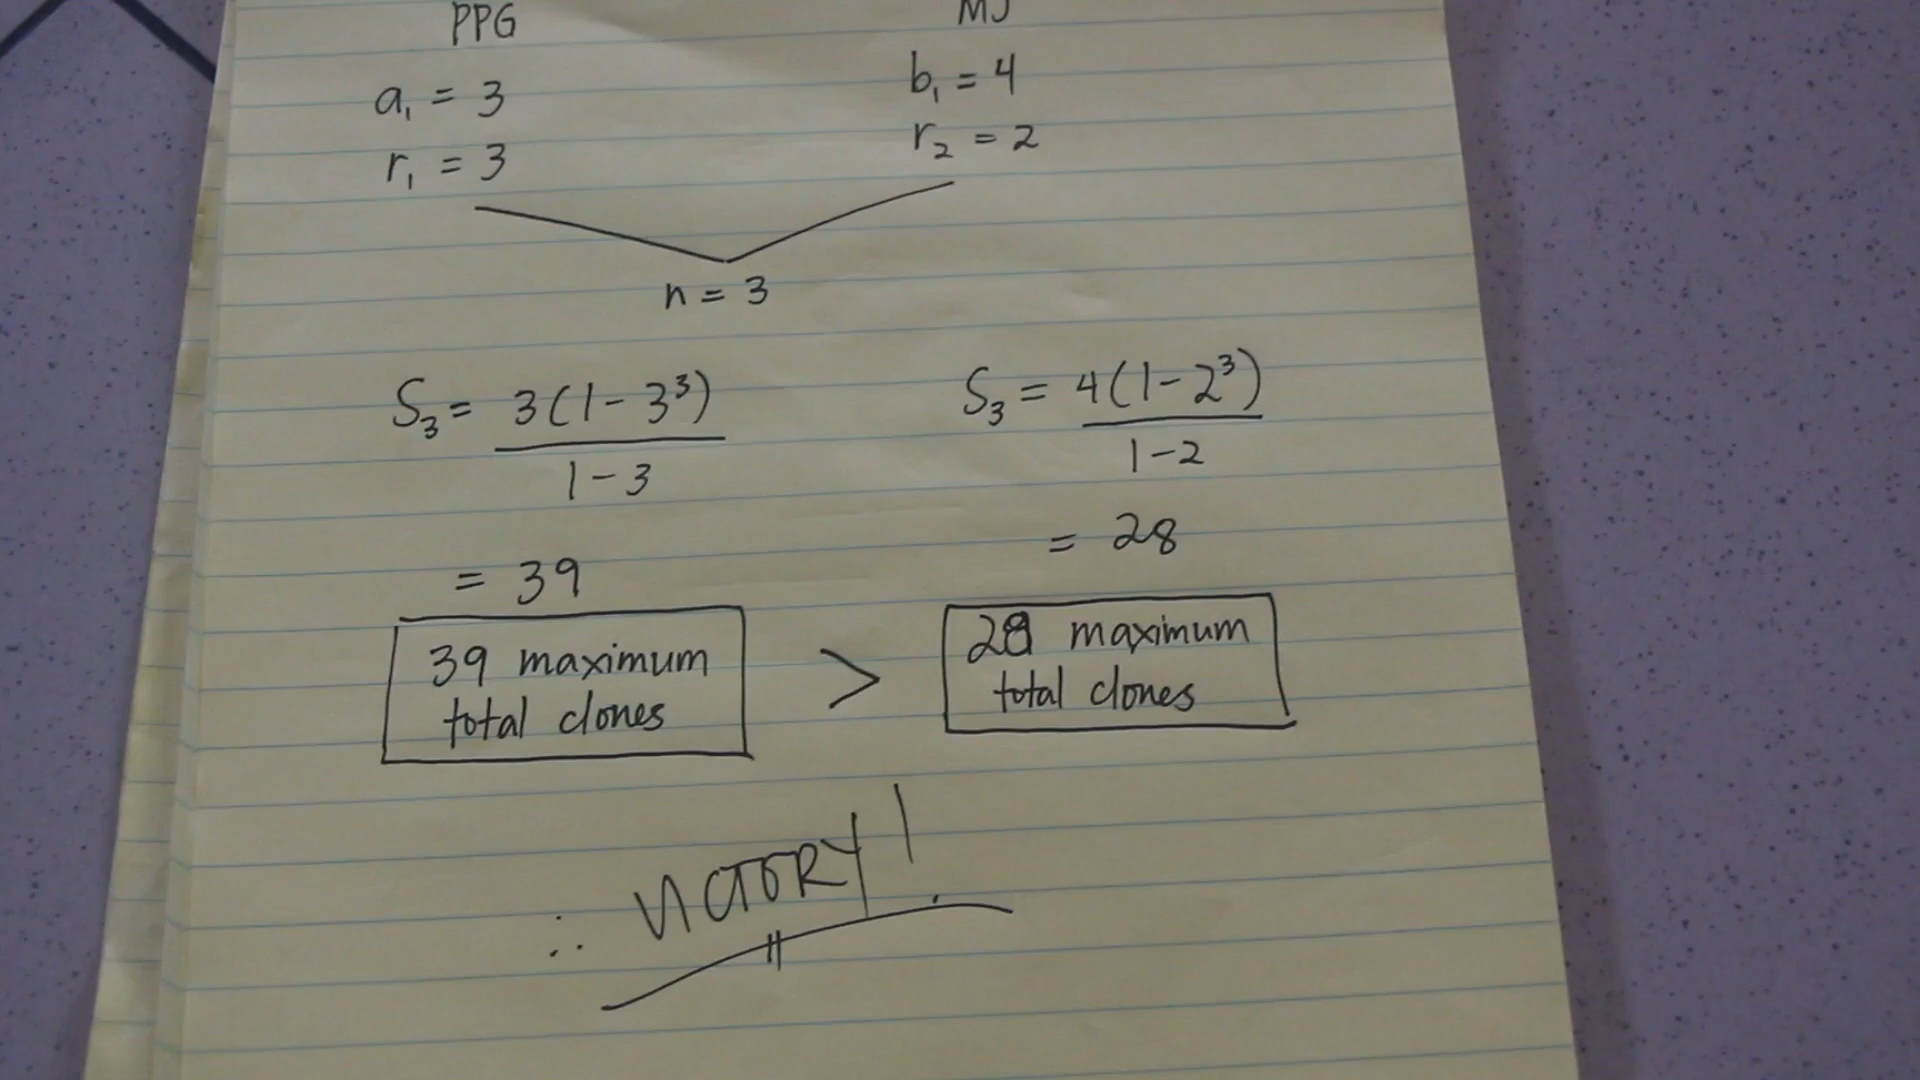 PPG MJ
a₁ = 3 b₁ = 4
r₁ = 3 r₂ = 2
n = 3
S₃ = 3(1-3³) / 1-3 S₃ = 4(1-2³) / 1-2
= 39 = 28
39 maximum total clones > 28 maximum total clones
∴ VICTORY!